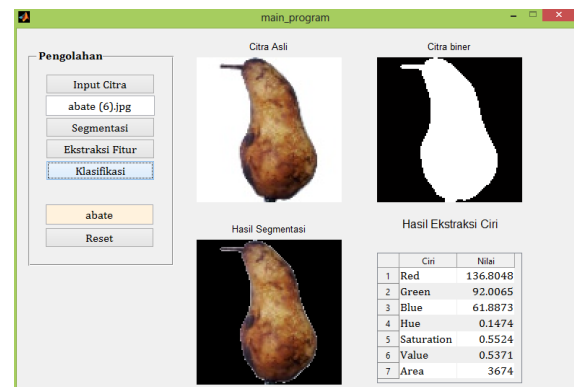 main_program
Pengolahan
Input Citra
abate (6).jpg
Segmentasi
Ekstraksi Fitur
Klasifikasi
abate
Reset
Citra Asli
Citra biner
Hasil Segmentasi
Hasil Ekstraksi Ciri
Ciri Nilai
1 Red 136.8048
2 Green 92.0065
3 Blue 61.8873
4 Hue 0.1474
5 Saturation 0.5524
6 Value 0.5371
7 Area 3674